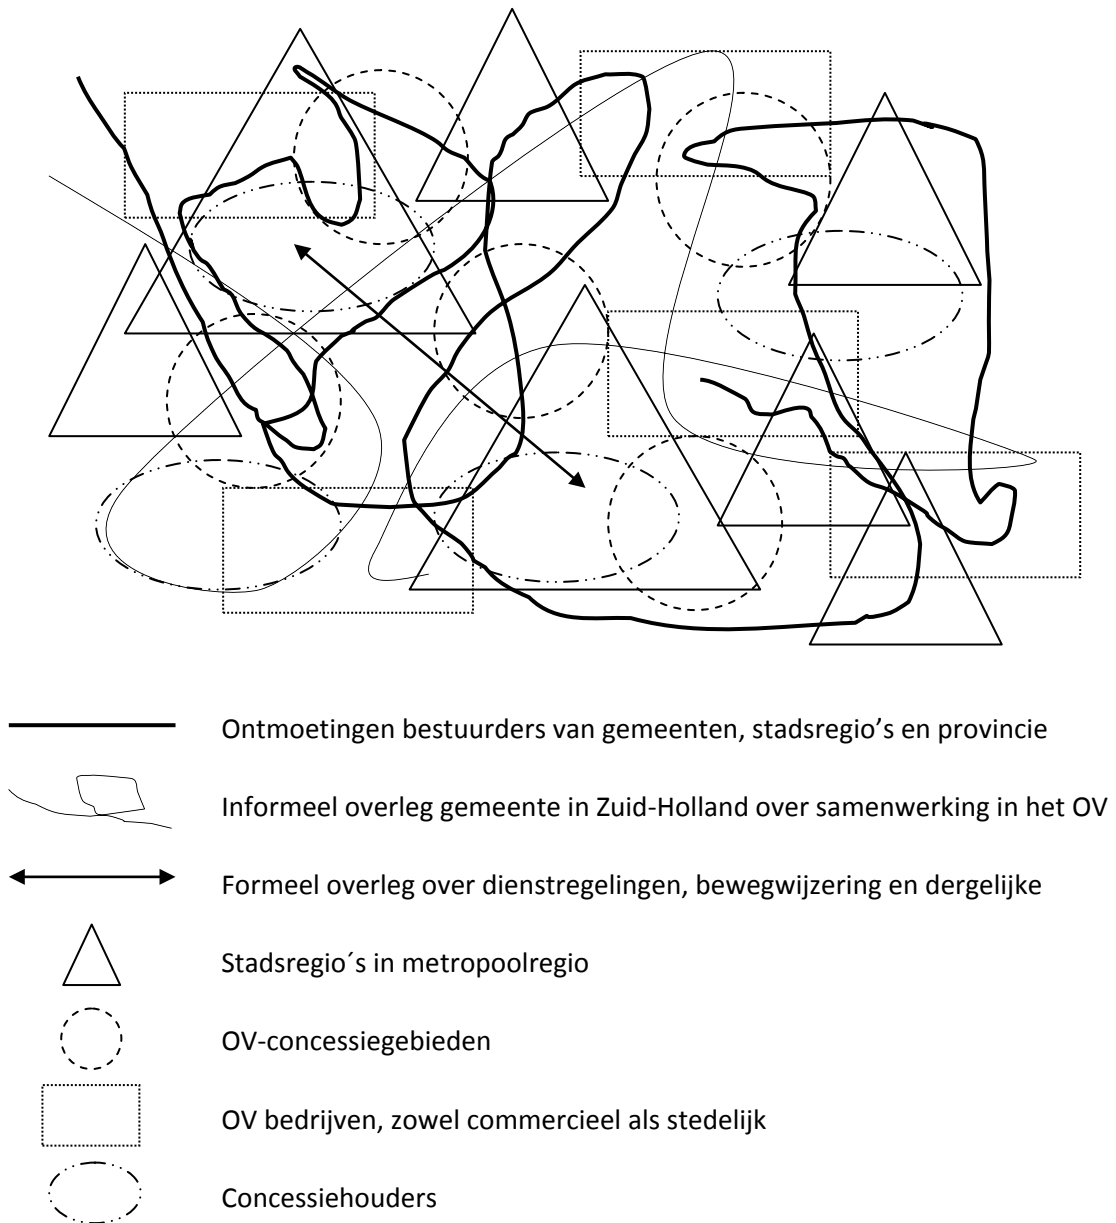 Ontmoetingen bestuurders van gemeenten, stadsregio’s en provincie
Informeel overleg gemeente in Zuid-Holland over samenwerking in het OV
Formeel overleg over dienstregelingen, bewegwijzering en dergelijke
Stadsregio´s in metropoolregio
OV-concessiegebieden
OV bedrijven, zowel commercieel als stedelijk
Concessiehouders